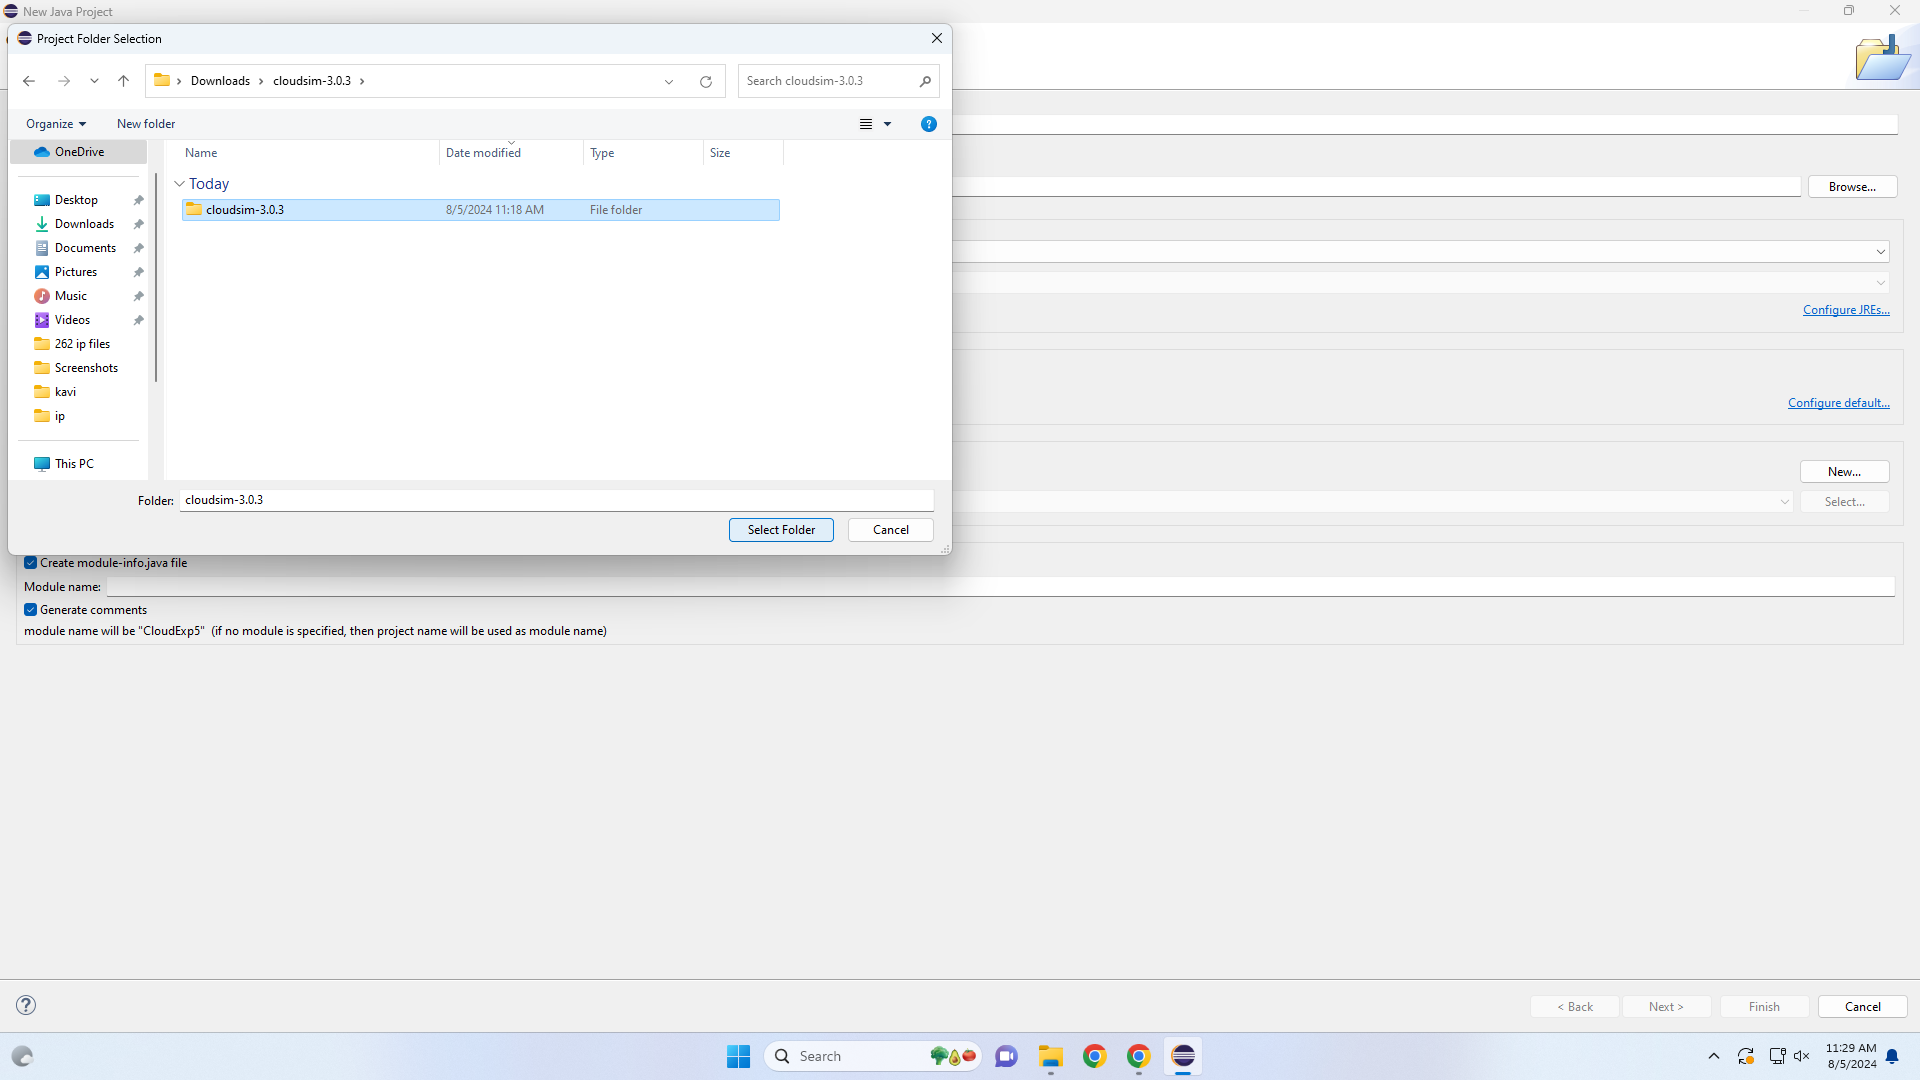 New Java Project
Project Folder Selection
Downloads
cloudsim-3.0.3
Search cloudsim-3.0.3
Organize
New folder
Name
Date modified
Type
Size
OneDrive
Today
cloudsim-3.0.3
8/5/2024 11:18 AM
File folder
Desktop
Downloads
Documents
Pictures
Music
Videos
262 ip files
Screenshots
kavi
ip
This PC
Folder:
cloudsim-3.0.3
Select Folder
Cancel
Browse...
Configure JREs...
Configure default...
New...
Select...
Create module-info.java file
Module name:
Generate comments
module name will be "CloudExp5" (if no module is specified, then project name will be used as module name)
< Back
Next >
Finish
Cancel
Search
11:29 AM
8/5/2024